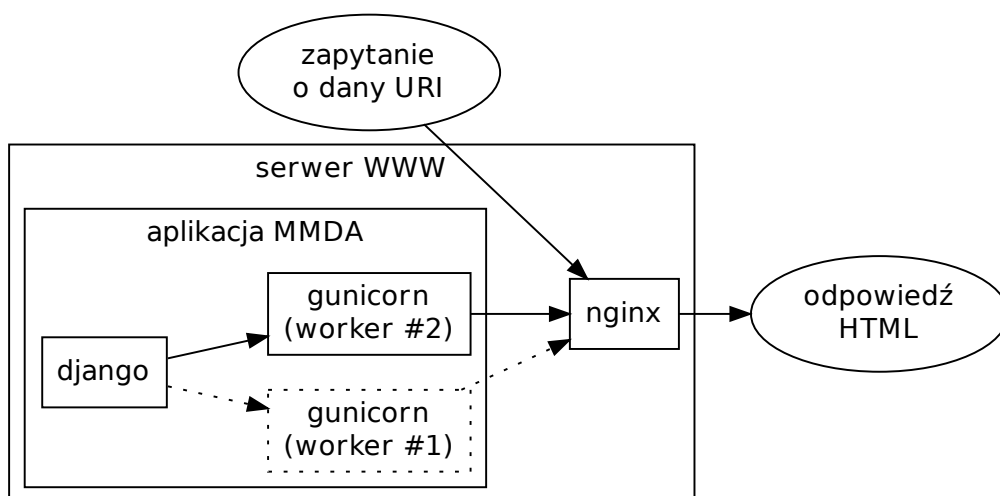 zapytanie
o dany URI
serwer WWW
aplikacja MMDA
gunicorn
(worker #2)
nginx
odpowiedź
HTML
django
gunicorn
(worker #1)